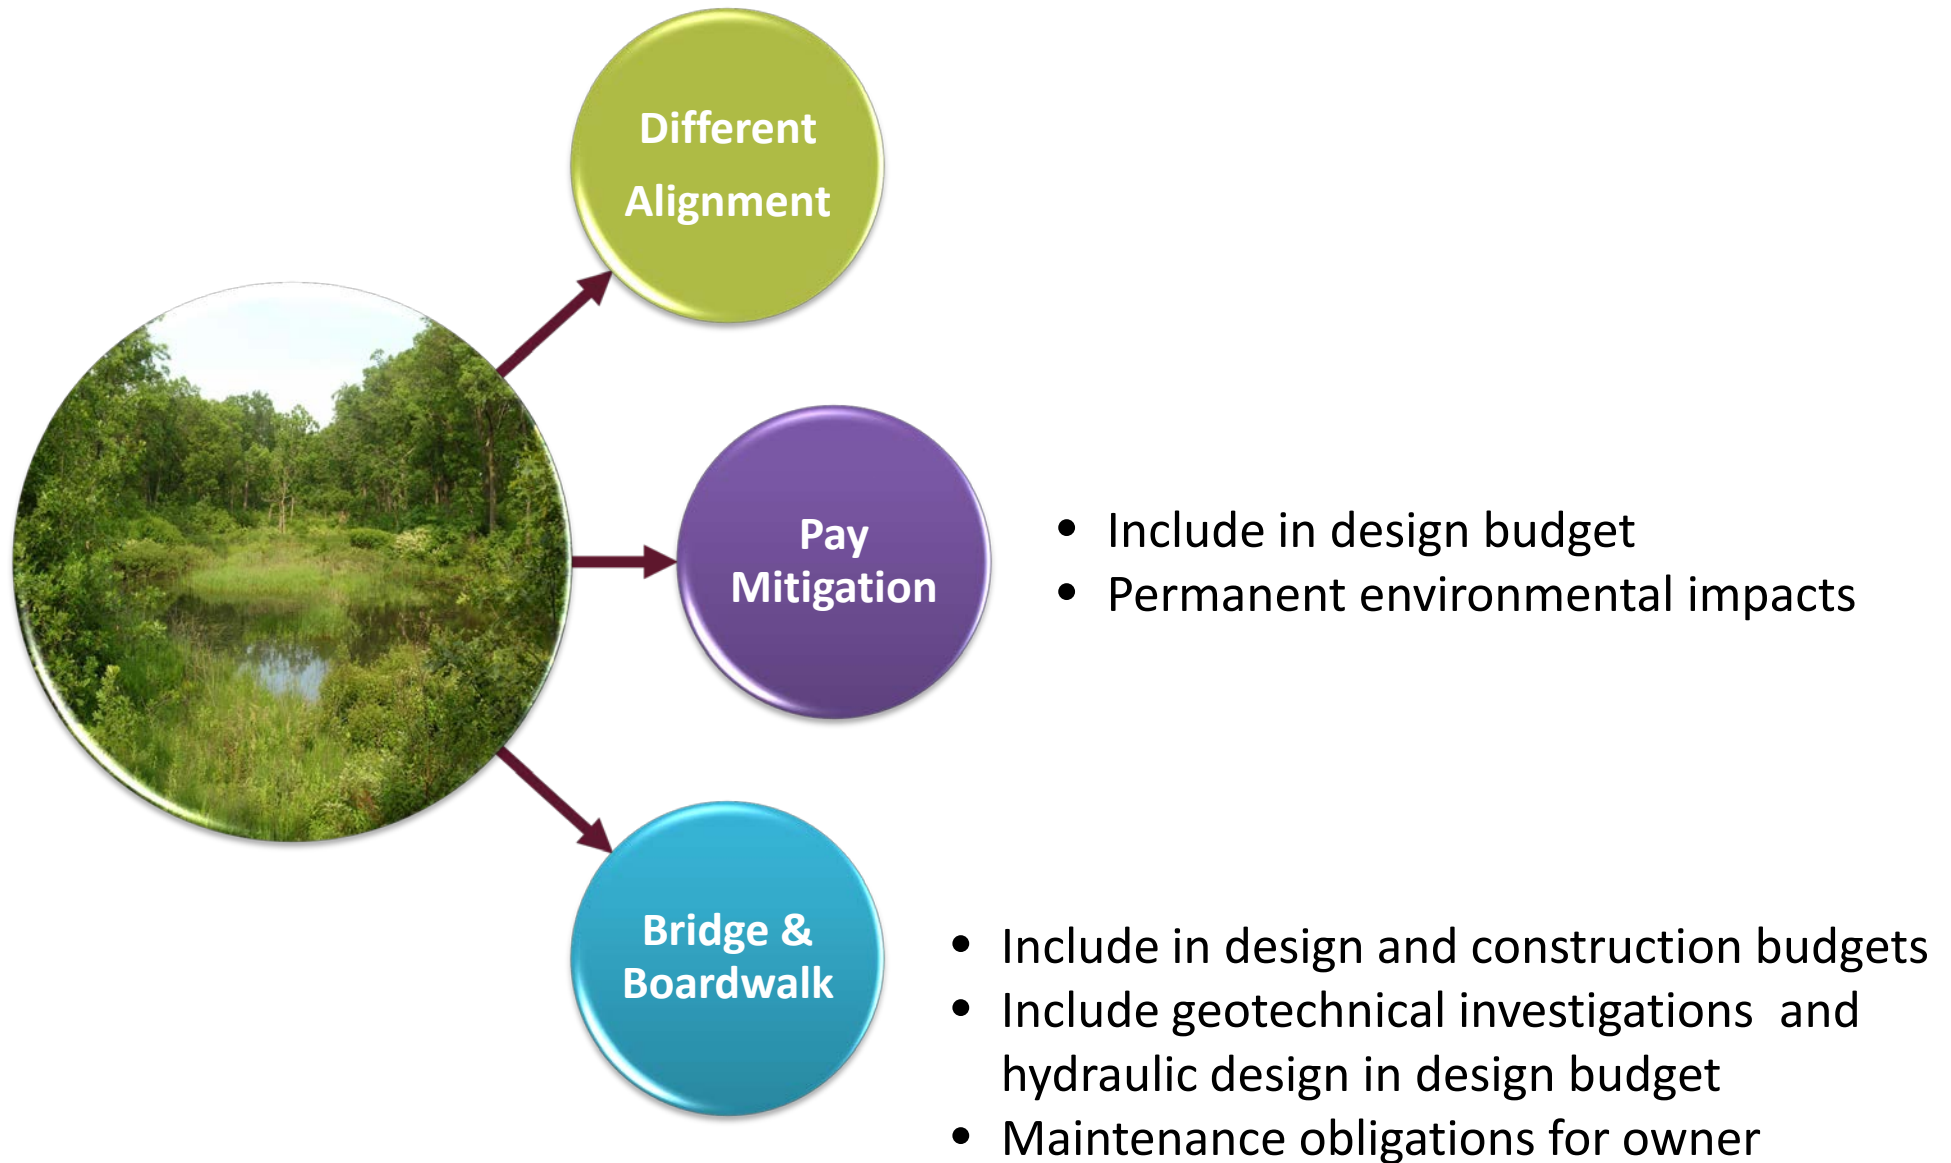 Different
Alignment
Pay
Mitigation
• Include in design budget
• Permanent environmental impacts
Bridge &
Boardwalk
• Include in design and construction budgets
• Include geotechnical investigations  and
hydraulic design in design budget
• Maintenance obligations for owner